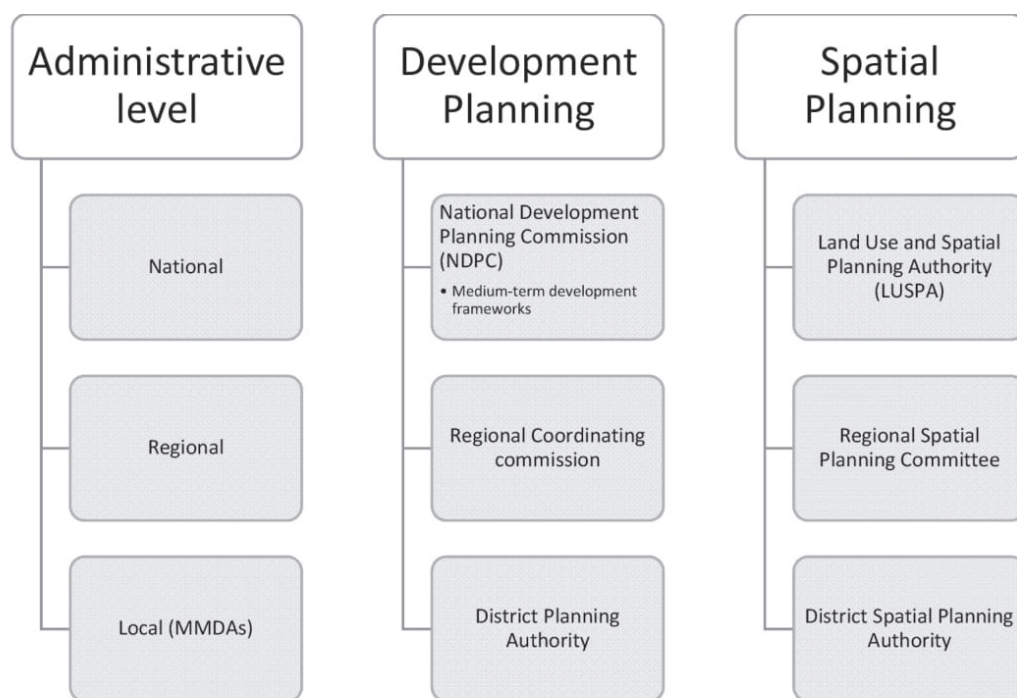 Administrative
level
National
Regional
Local (MMDAs)
Development
Planning
National Development
Planning Commission
(NDPC)
• Medium-term development
frameworks
Regional Coordinating
commission
District Planning
Authority
Spatial
Planning
Land Use and Spatial
Planning Authority
(LUSPA)
Regional Spatial
Planning Committee
District Spatial Planning
Authority